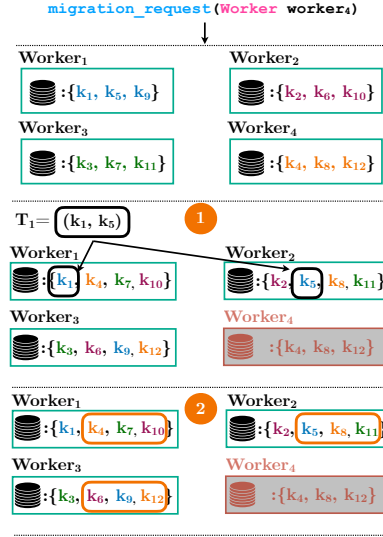 migration_request(Worker worker₄)
Worker₁ Worker₂
:{k₁, k₅, k₉} :{k₂, k₆, k₁₀}
Worker₃ Worker₄
:{k₃, k₇, k₁₁} :{k₄, k₈, k₁₂}
T₁= (k₁, k₅) 1
Worker₁ Worker₂
:{k₁, k₄, k₇, k₁₀} :{k₂, k₅, k₈, k₁₁}
Worker₃ Worker₄
:{k₃, k₆, k₉, k₁₂} :{k₄, k₈, k₁₂}
2
Worker₁ Worker₂
:{k₁, k₄, k₇, k₁₀} :{k₂, k₅, k₈, k₁₁}
Worker₃ Worker₄
:{k₃, k₆, k₉, k₁₂} :{k₄, k₈, k₁₂}